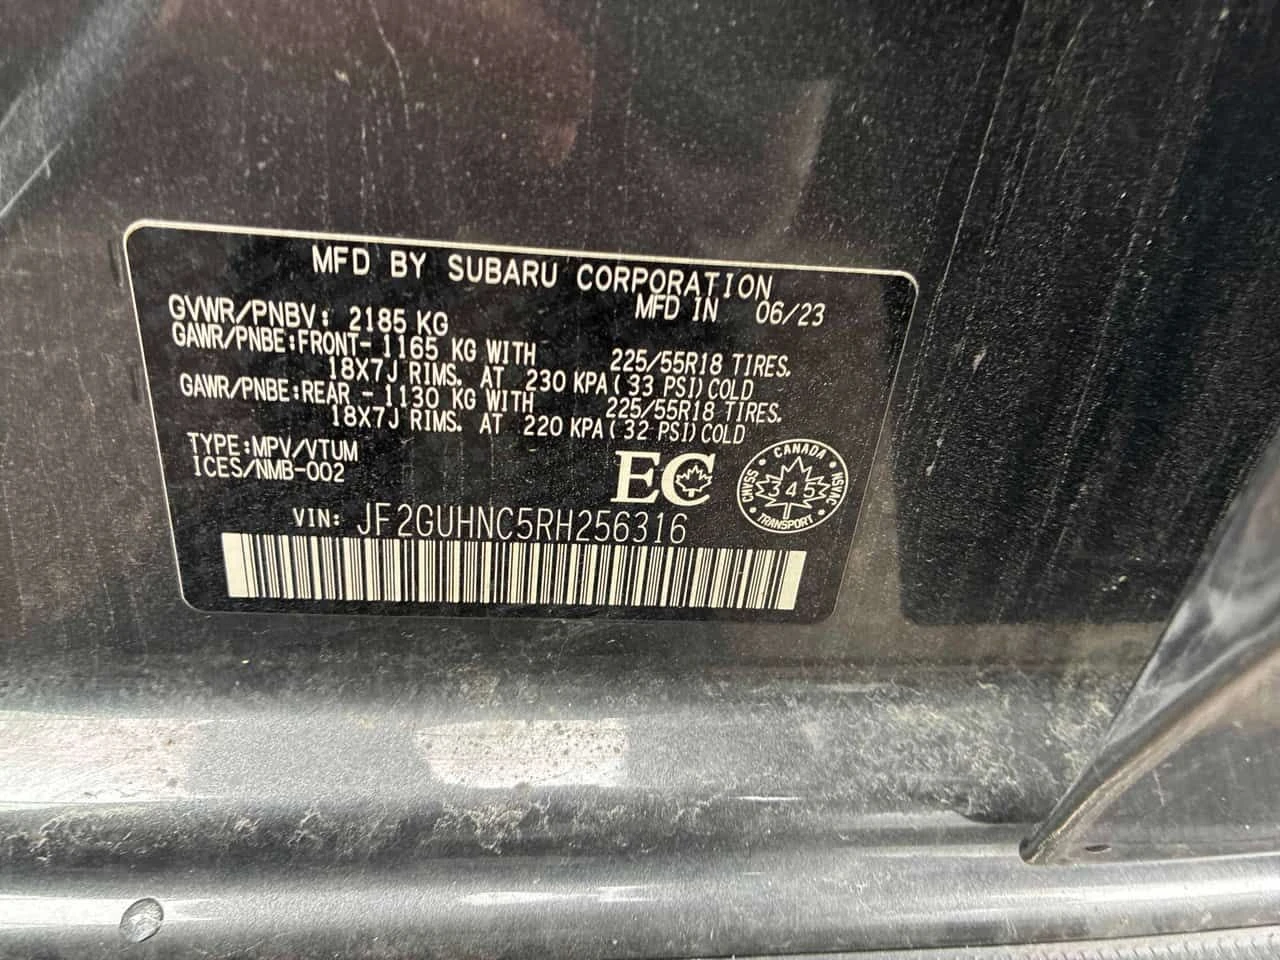 MFD BY SUBARU CORPORATION
MFD IN 06/23
GVWR/PNBV: 2185 KG
GAWR/PNBE:FRONT- 1165 KG WITH 225/55R18 TIRES.
18X7J RIMS. AT 230 KPA(33 PSI)COLD
GAWR/PNBE:REAR - 1130 KG WITH 225/55R18 TIRES.
18X7J RIMS. AT 220 KPA(32 PSI)COLD
TYPE:MPV/VTUM
ICES/NMB-002
EC
CANADA
CMVSS NSVAC
345
TRANSPORT
VIN: JF2GUHNC5RH256316